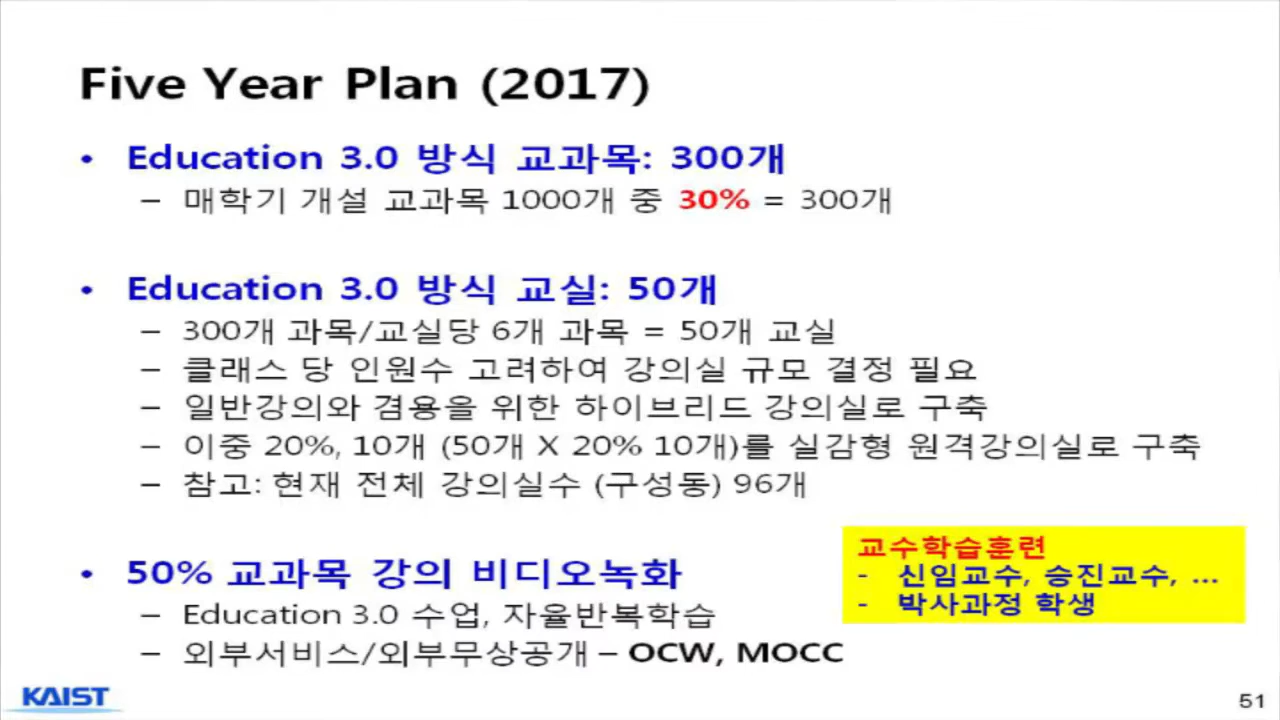 Five Year Plan (2017)
• Education 3.0 방식 교과목: 300개
– 매학기 개설 교과목 1000개 중 30% = 300개
• Education 3.0 방식 교실: 50개
– 300개 과목/교실당 6개 과목 = 50개 교실
– 클래스 당 인원수 고려하여 강의실 규모 결정 필요
– 일반강의와 겸용을 위한 하이브리드 강의실로 구축
– 이중 20%, 10개 (50개 X 20% 10개)를 실감형 원격강의실로 구축
– 참고: 현재 전체 강의실수 (구성동) 96개
• 50% 교과목 강의 비디오녹화
– Education 3.0 수업, 자율반복학습
– 외부서비스/외부무상공개 – OCW, MOCC
교수학습훈련
- 신임교수, 승진교수, ...
- 박사과정 학생
KAIST
51